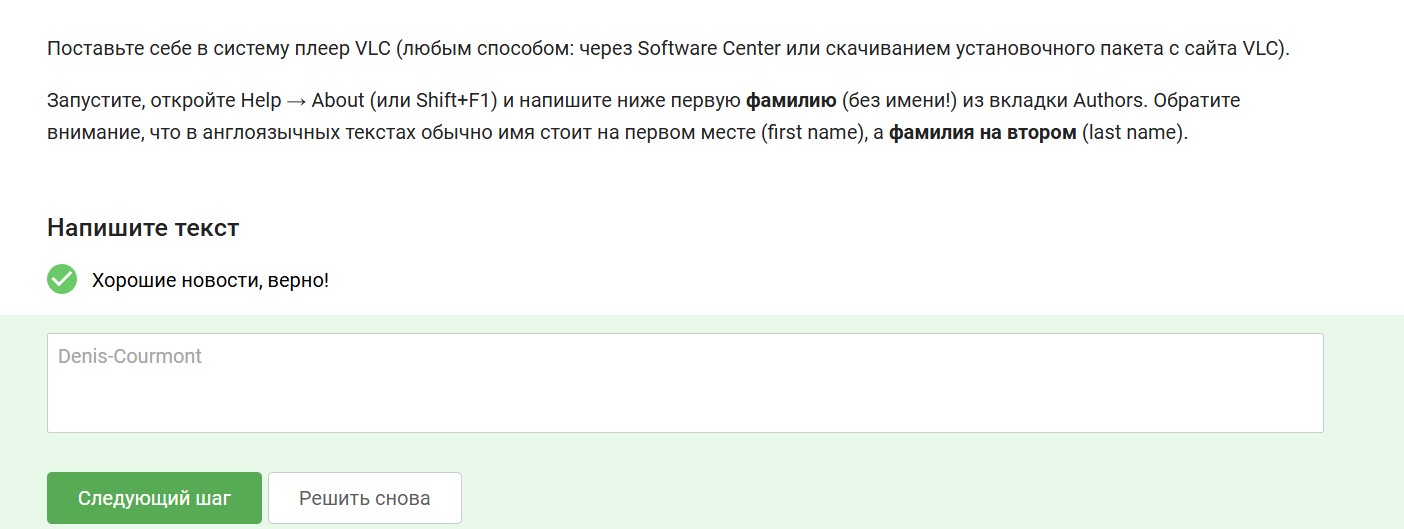 Поставьте себе в систему плеер VLC (любым способом: через Software Center или скачиванием установочного пакета с сайта VLC).
Запустите, откройте Help → About (или Shift+F1) и напишите ниже первую фамилию (без имени!) из вкладки Authors. Обратите
внимание, что в англоязычных текстах обычно имя стоит на первом месте (first name), а фамилия на втором (last name).
Напишите текст
Хорошие новости, верно!
Denis-Courmont
Следующий шаг
Решить снова